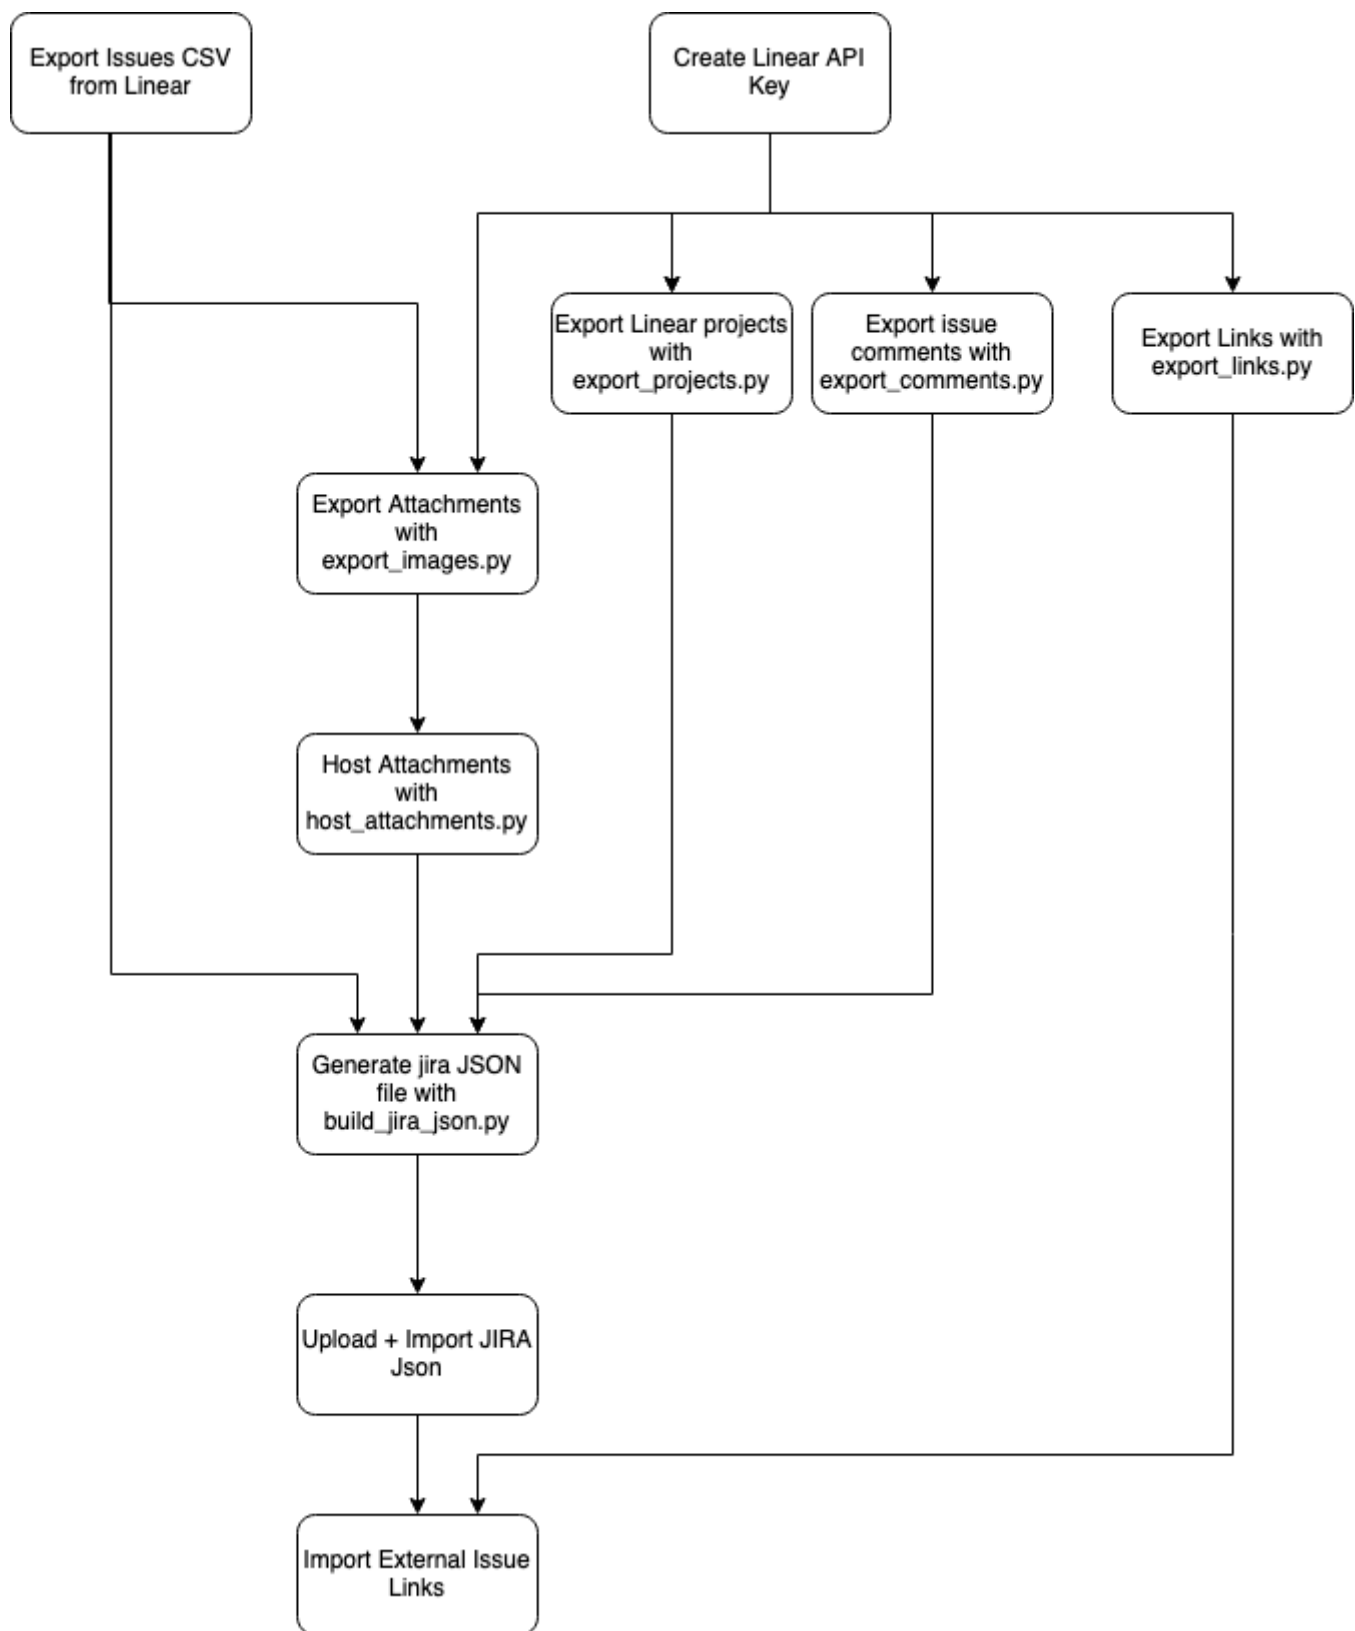 Export Issues CSV
from Linear
Create Linear API
Key
Export Linear projects
with
export_projects.py
Export issue
comments with
export_comments.py
Export Links with
export_links.py
Export Attachments
with
export_images.py
Host Attachments
with
host_attachments.py
Generate jira JSON
file with
build_jira_json.py
Upload + Import JIRA
Json
Import External Issue
Links